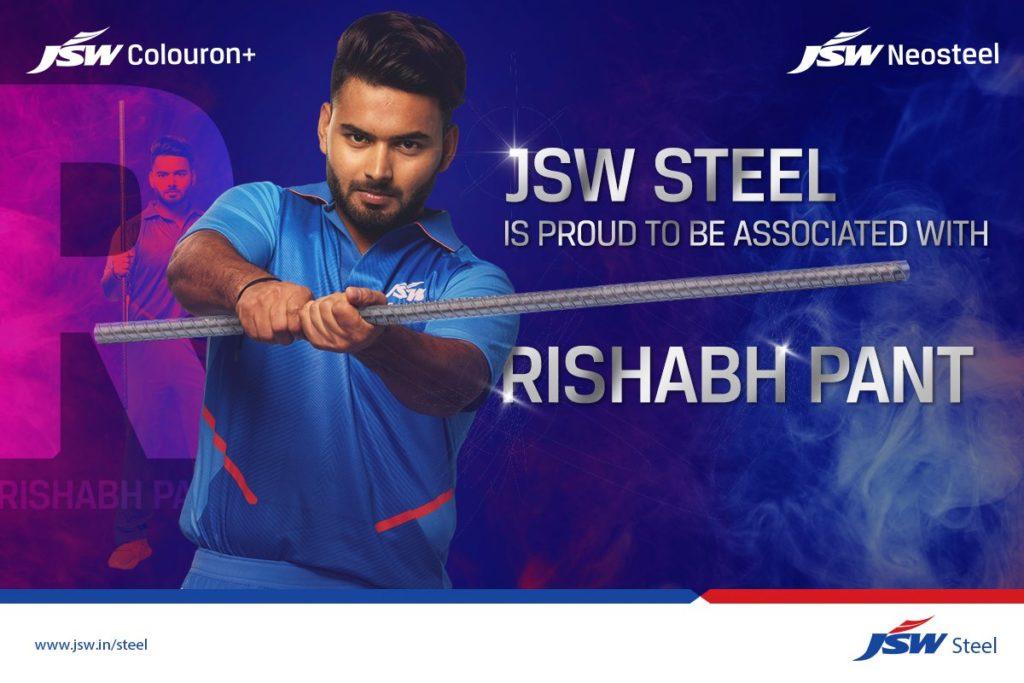 JSW Colouron+
JSW Neosteel
R
JSW
JSW STEEL
IS PROUD TO BE ASSOCIATED WITH
RISHABH PANT
RISHABH PA
www.jsw.in/steel
JSW Steel